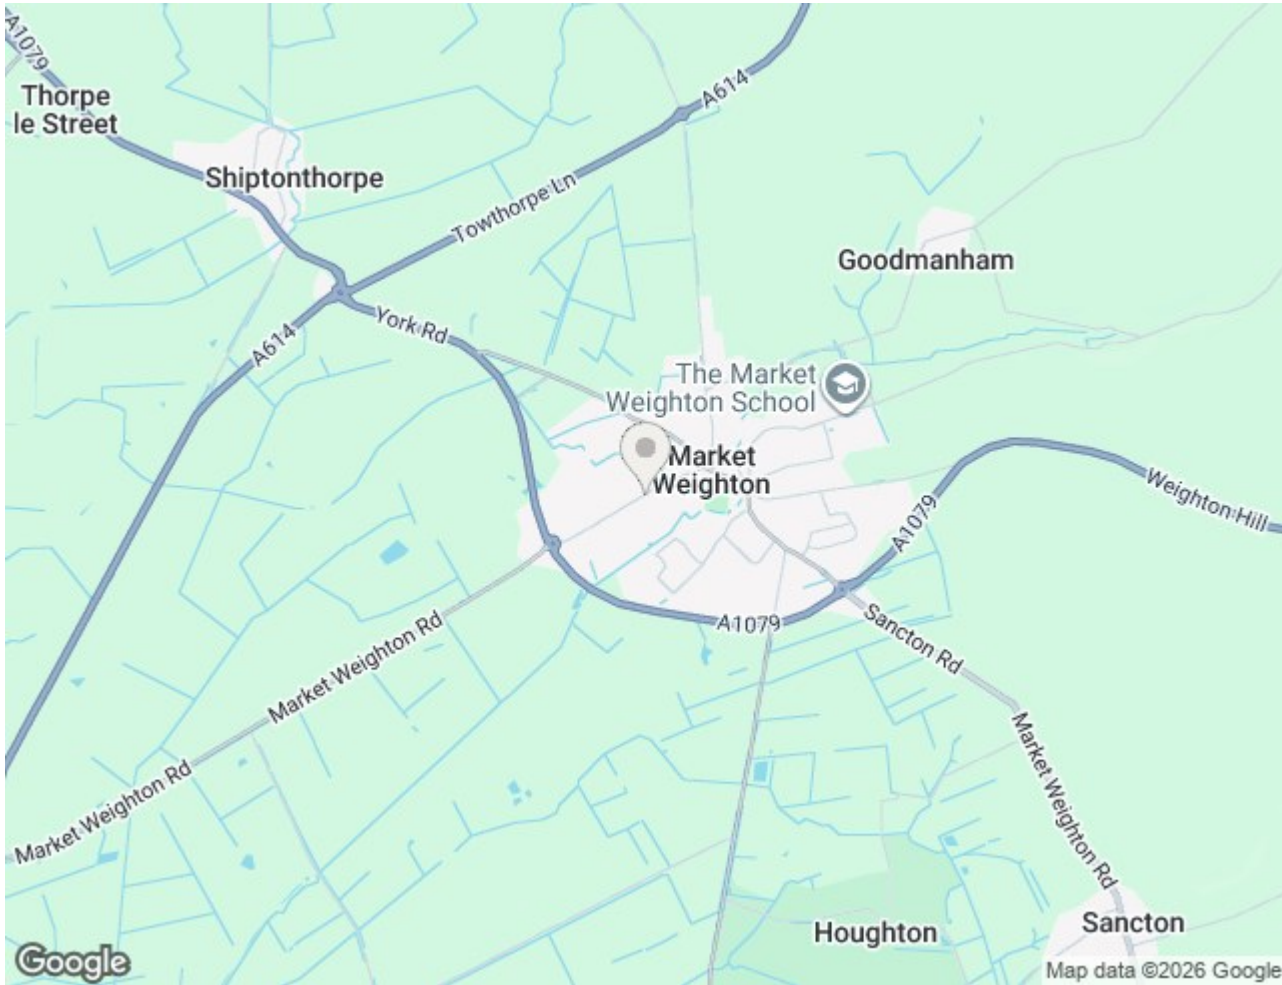 A1079
Thorpe
le Street
A614
Shiptonthorpe
Towthorpe Ln
Goodmanham
York Rd
A614
The Market
Weighton School
Market
Weighton
Weighton Hill
A1079
A1079
Sancton Rd
Market Weighton Rd
Market Weighton Rd
Market Weighton Rd
Houghton
Sancton
Google
Map data ©2026 Google